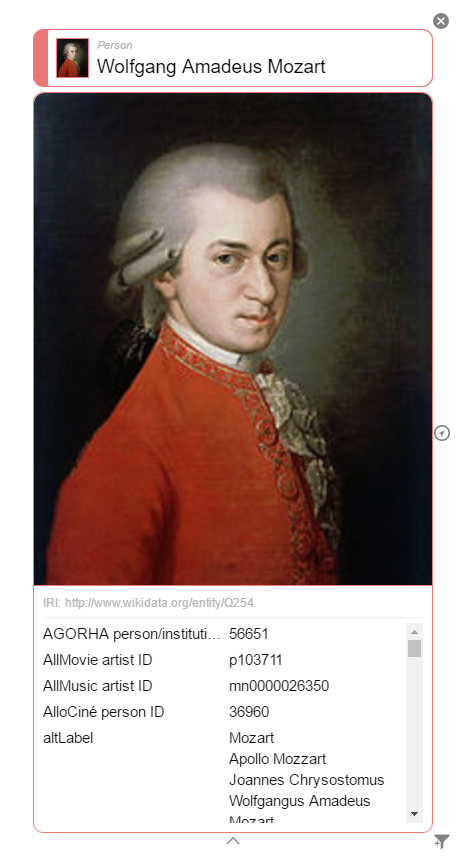 Person
Wolfgang Amadeus Mozart
IRI: http://www.wikidata.org/entity/Q254
AGORHA person/instituti... 56651
AllMovie artist ID p103711
AllMusic artist ID mn0000026350
AlloCiné person ID 36960
altLabel Mozart
Apollo Mozzart
Joannes Chrysostomus
Wolfgangus Amadeus
Mozart